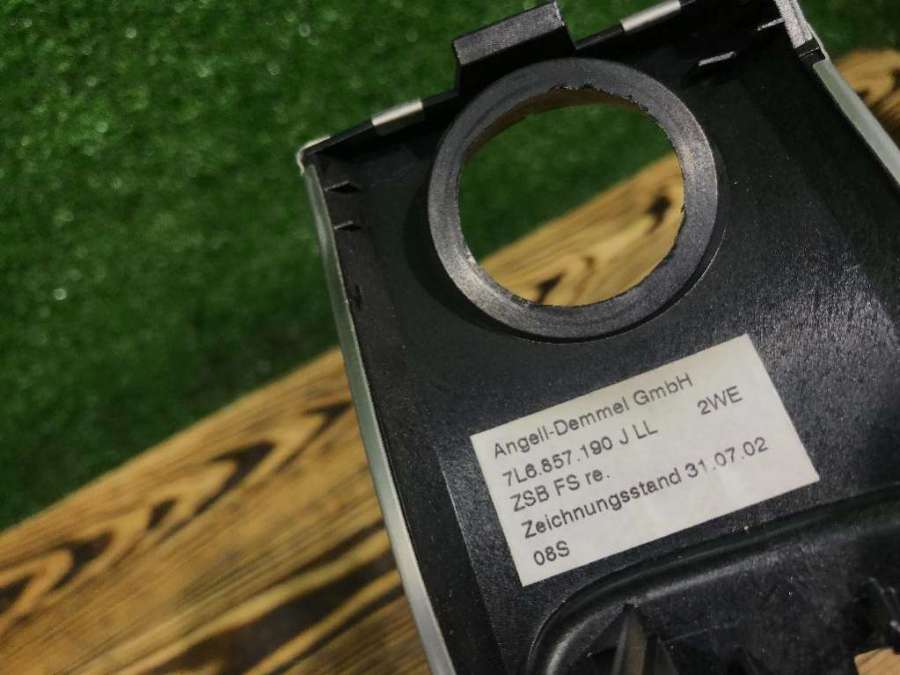 Angell-Demmel GmbH
7L6.857.190 J LL 2WE
ZSB FS re.
Zeichnungsstand 31.07.02
08S